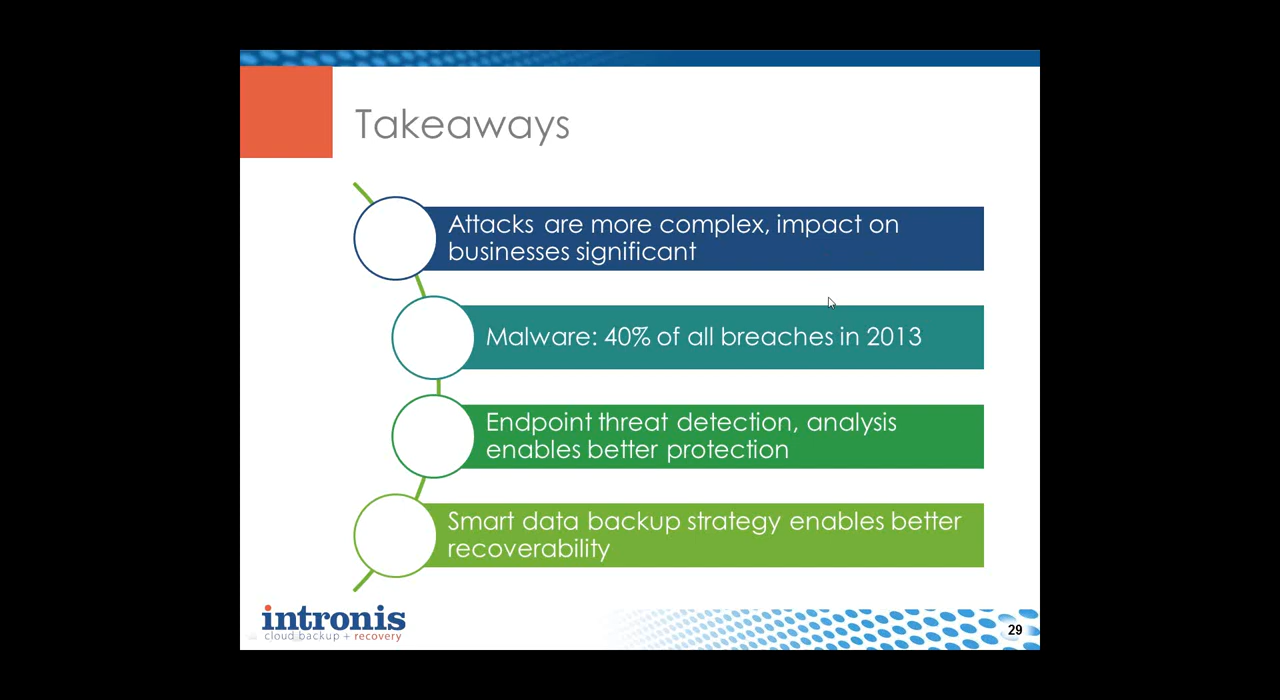 Takeaways
Attacks are more complex, impact on
businesses significant
Malware: 40% of all breaches in 2013
Endpoint threat detection, analysis
enables better protection
Smart data backup strategy enables better
recoverability
intronis
cloud backup + recovery
29